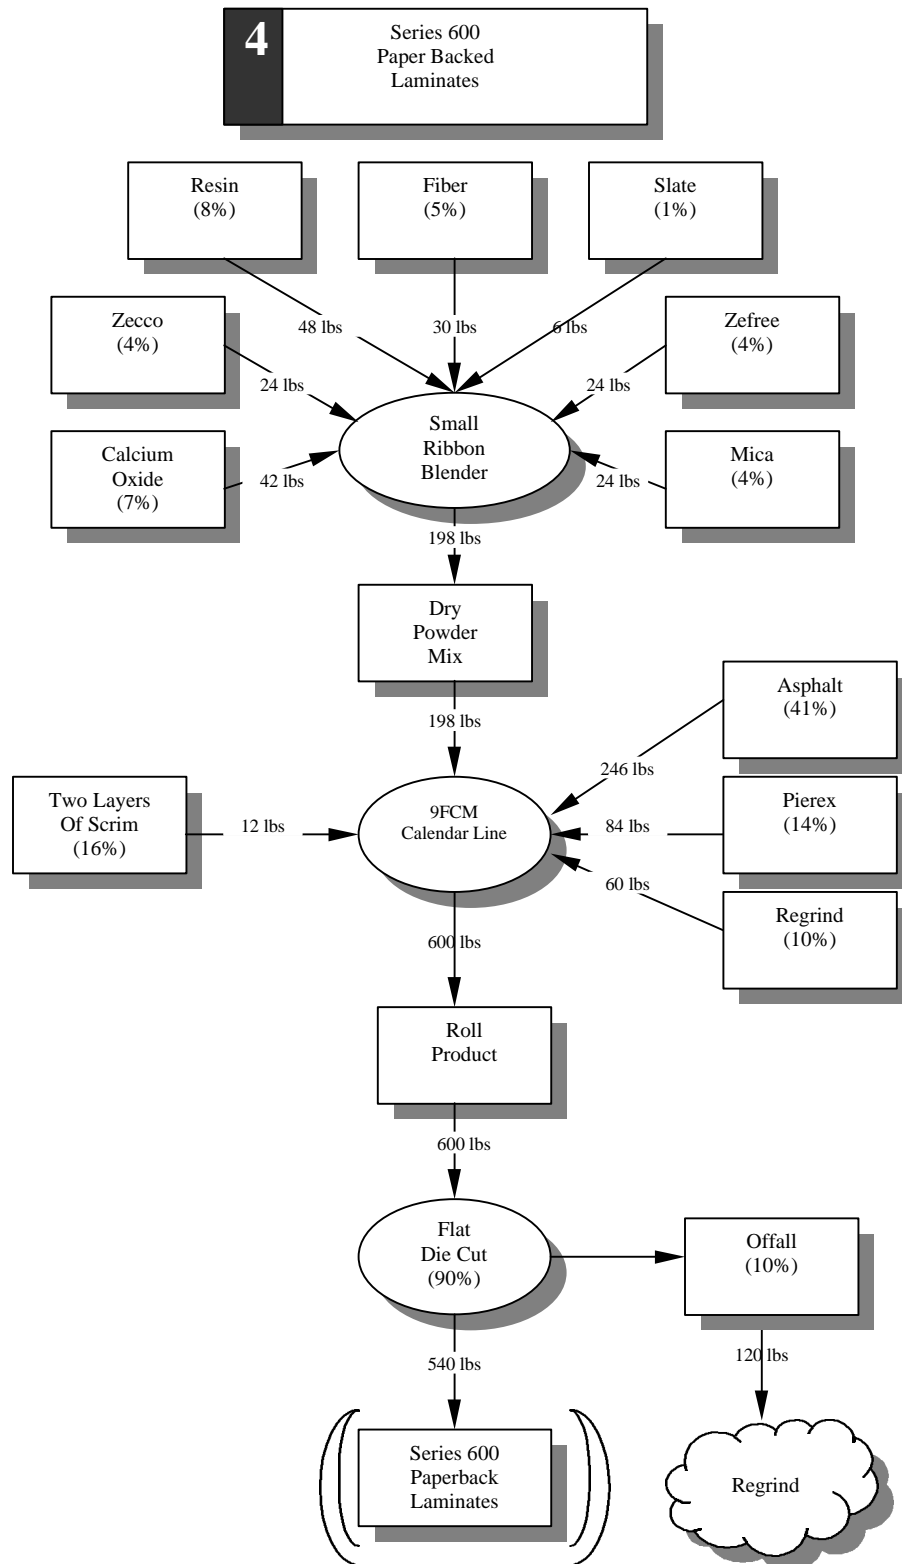 4
Series 600
Paper Backed
Laminates
Resin
(8%)
Fiber
(5%)
Slate
(1%)
48 lbs
30 lbs
6 lbs
Zecco
(4%)
Zefree
(4%)
24 lbs
24 lbs
Small
Ribbon
Blender
Calcium
Oxide
(7%)
Mica
(4%)
42 lbs
24 lbs
198 lbs
Dry
Powder
Mix
198 lbs
Asphalt
(41%)
246 lbs
Two Layers
Of Scrim
(16%)
12 lbs
9FCM
Calendar Line
84 lbs
Pierex
(14%)
60 lbs
Regrind
(10%)
600 lbs
Roll
Product
600 lbs
Flat
Die Cut
(90%)
Offall
(10%)
540 lbs
120 lbs
Series 600
Paperback
Laminates
Regrind